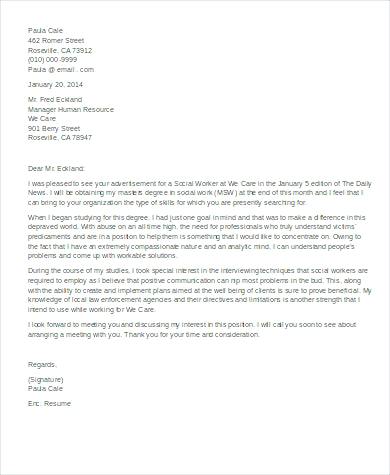 Paula Cale
462 Romer Street
Roseville, CA 73912
(010) 000-9999
Paula @ email . com
January 20, 2014
Mr. Fred Eckland
Manager Human Resource
We Care
901 Berry Street
Roseville, CA 78947
Dear Mr. Eckland:
I was pleased to see your advertisement for a Social Worker at We Care in the January 5 edition of The Daily
News. I will be obtaining my masters degree in social work (MSW) at the end of this month and I feel that I
can bring to your organization the type of skills for which you are presently searching for.
When I began studying for this degree. I had just one goal in mind and that was to make a difference in this
depraved world. With abuse on an all time high, the need for professionals who truly understand victims'
predicaments and are in a position to help them is something that I would like to concentrate on. Owing to
the fact that I have an extremely compassionate nature and an analytic mind. I can understand people's
problems and come up with workable solutions.
During the course of my studies, I took special interest in the interviewing techniques that social workers are
required to employ as I believe that positive communication can nip most problems in the bud. This, along
with the ability to create and implement plans aimed at the well being of clients is sure to prove beneficial. My
knowledge of local law enforcement agencies and their directives and limitations is another strength that I
intend to use while working for We Care.
I look forward to meeting you and discussing my interest in this position. I will call you soon to see about
arranging a meeting with you. Thank you for your time and consideration.
Regards,
(Signature)
Paula Cale
Enc. Resume